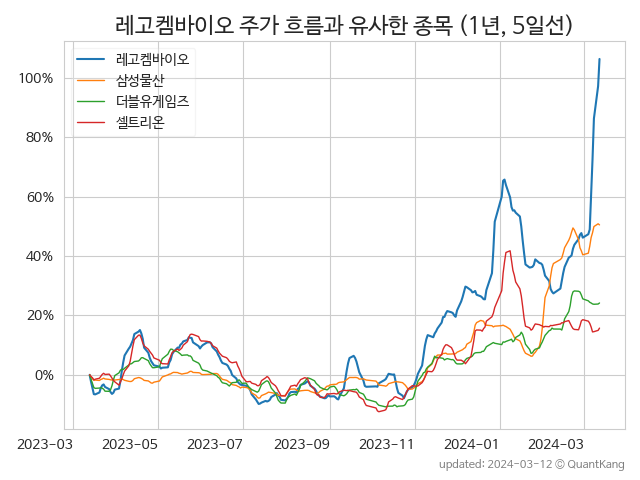 레고켐바이오 주가 흐름과 유사한 종목 (1년, 5일선)
레고켐바이오
삼성물산
더블유게임즈
셀트리온
100%
80%
60%
40%
20%
0%
2023-03 2023-05 2023-07 2023-09 2023-11 2024-01 2024-03
updated: 2024-03-12 © QuantKang